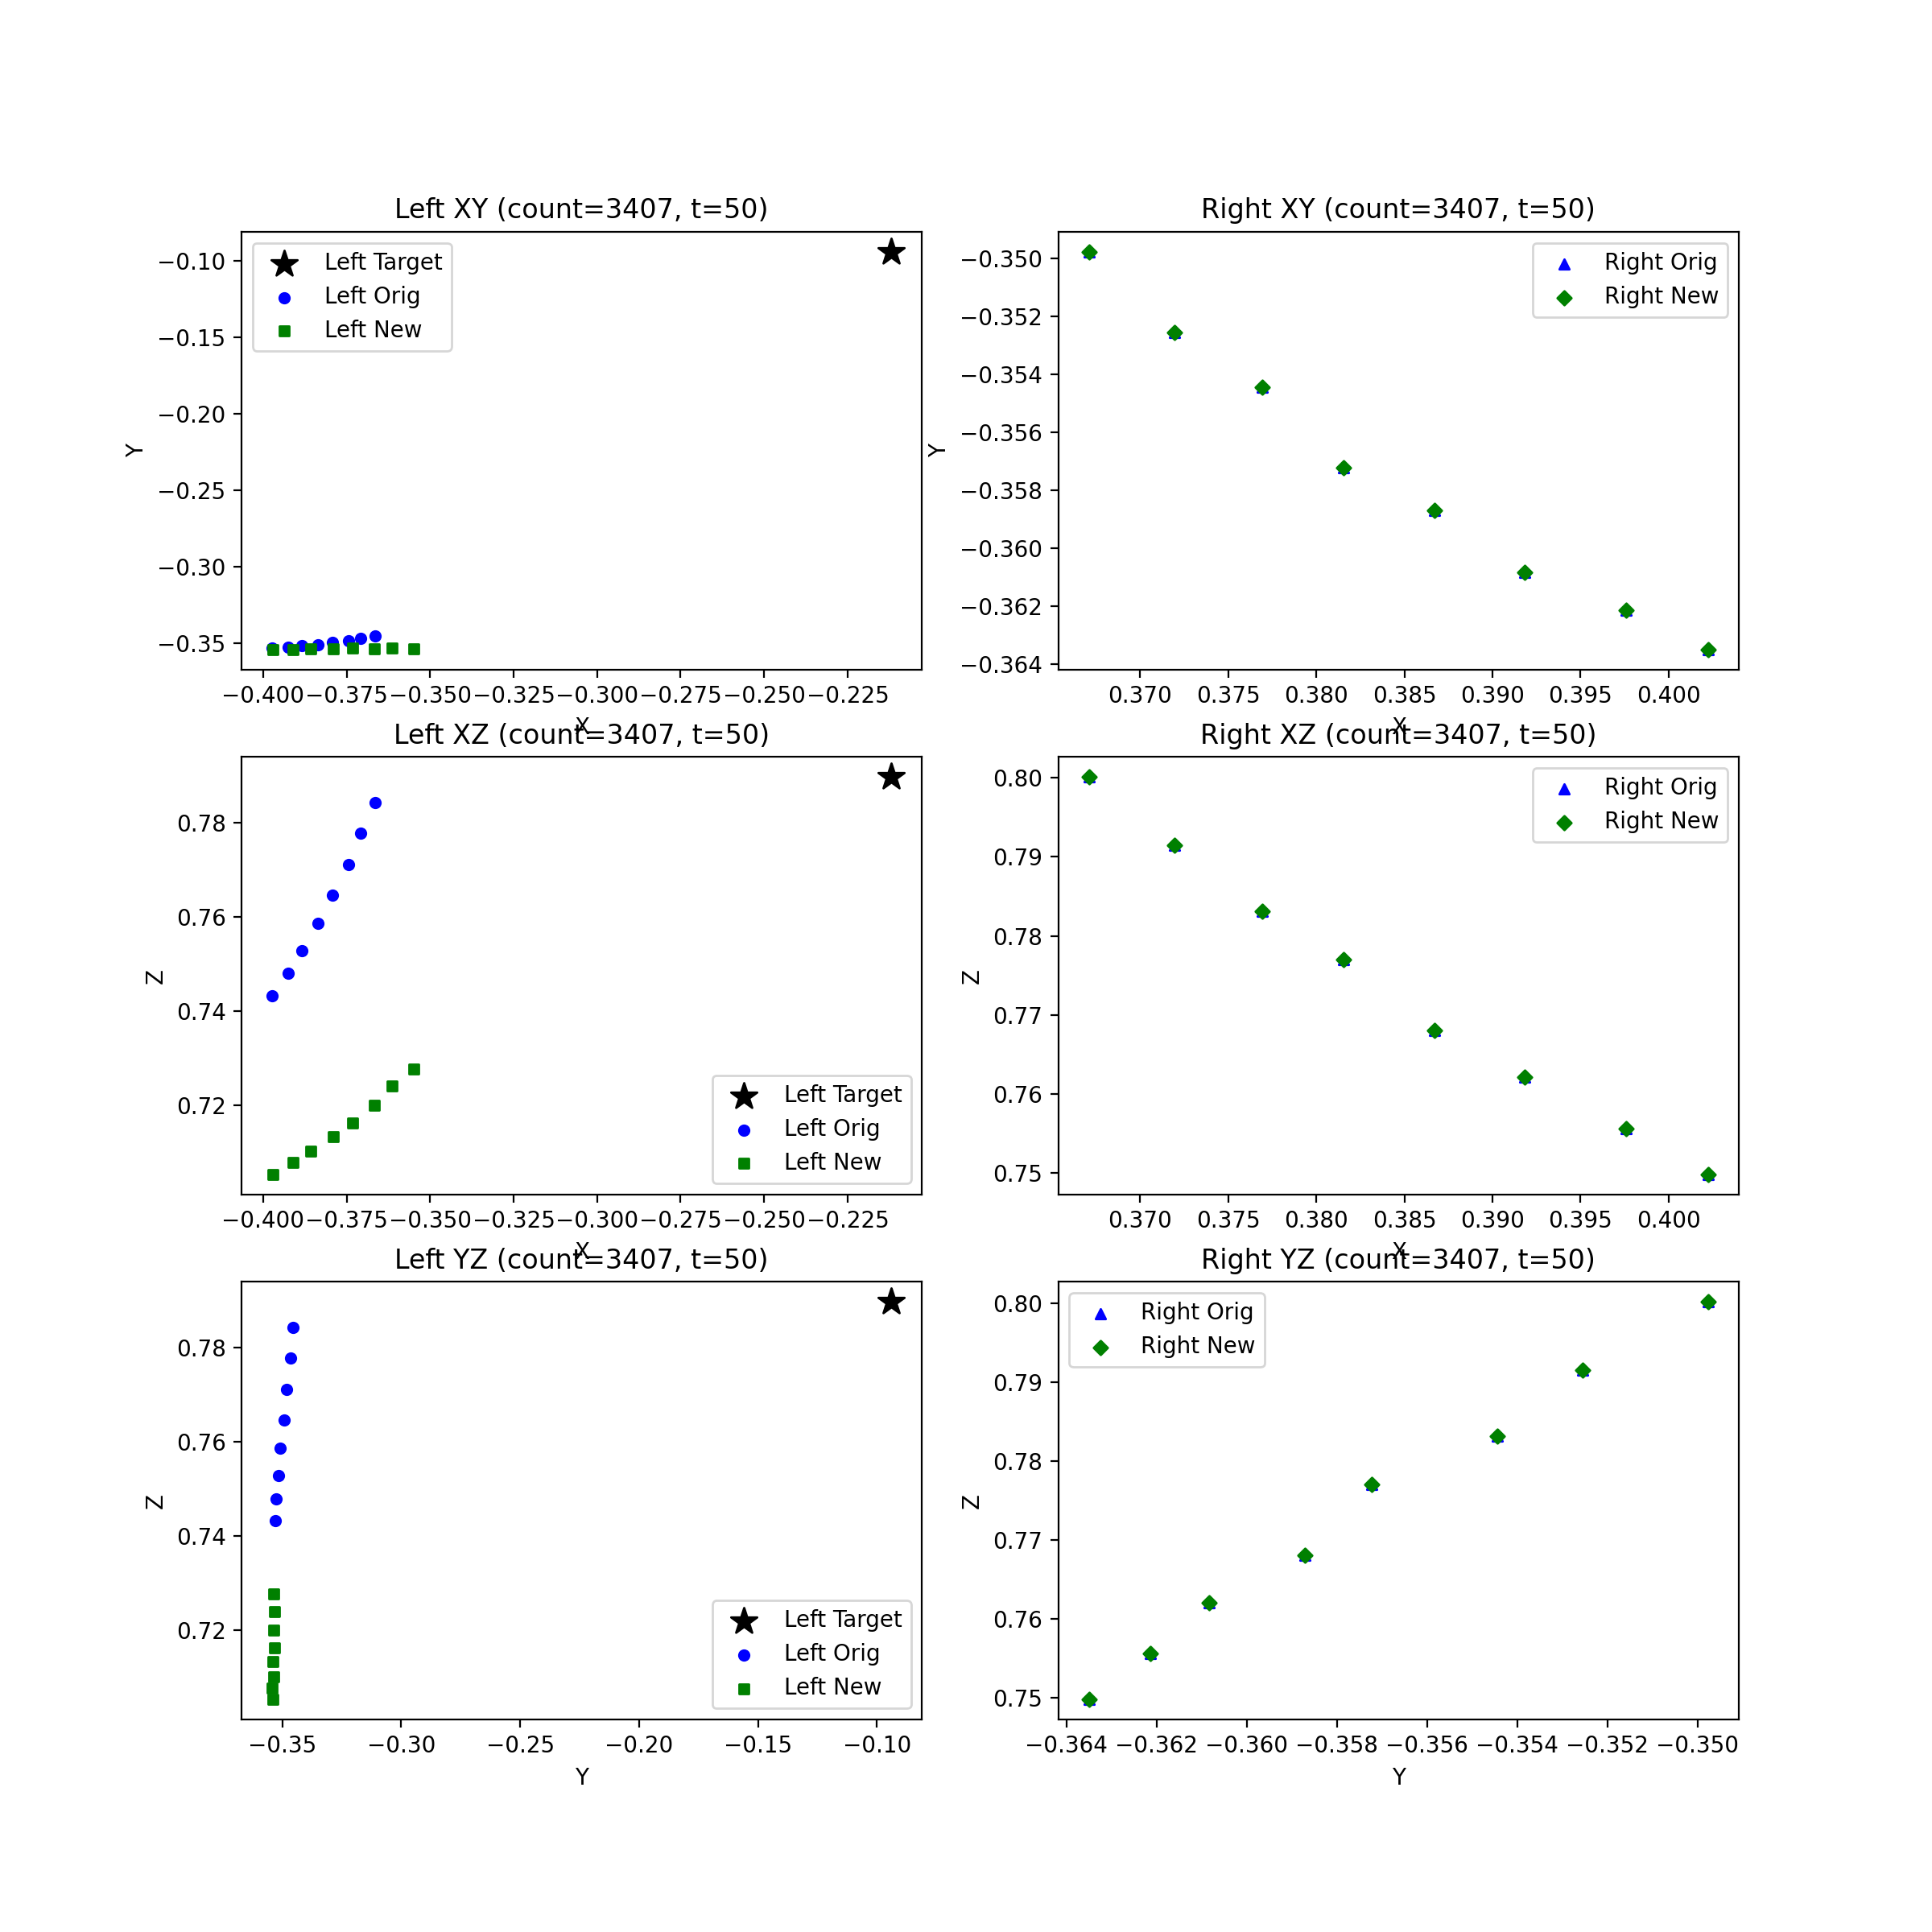 Left XY (count=3407, t=50)
Right XY (count=3407, t=50)
Left Target
Left Orig
Left New
−0.10
−0.15
−0.20
−0.25
−0.30
−0.35
Y
−0.400 −0.375 −0.350 −0.325 −0.300 −0.275 −0.250 −0.225
X
Right Orig
Right New
−0.350
−0.352
−0.354
−0.356
−0.358
−0.360
−0.362
−0.364
Y
0.370 0.375 0.380 0.385 0.390 0.395 0.400
X
Left XZ (count=3407, t=50)
Right XZ (count=3407, t=50)
0.78
0.76
0.74
0.72
Z
Left Target
Left Orig
Left New
−0.400 −0.375 −0.350 −0.325 −0.300 −0.275 −0.250 −0.225
X
Right Orig
Right New
0.80
0.79
0.78
0.77
0.76
0.75
Z
0.370 0.375 0.380 0.385 0.390 0.395 0.400
X
Left YZ (count=3407, t=50)
Right YZ (count=3407, t=50)
0.78
0.76
0.74
0.72
Z
Left Target
Left Orig
Left New
−0.35 −0.30 −0.25 −0.20 −0.15 −0.10
Y
Right Orig
Right New
0.80
0.79
0.78
0.77
0.76
0.75
Z
−0.364 −0.362 −0.360 −0.358 −0.356 −0.354 −0.352 −0.350
Y